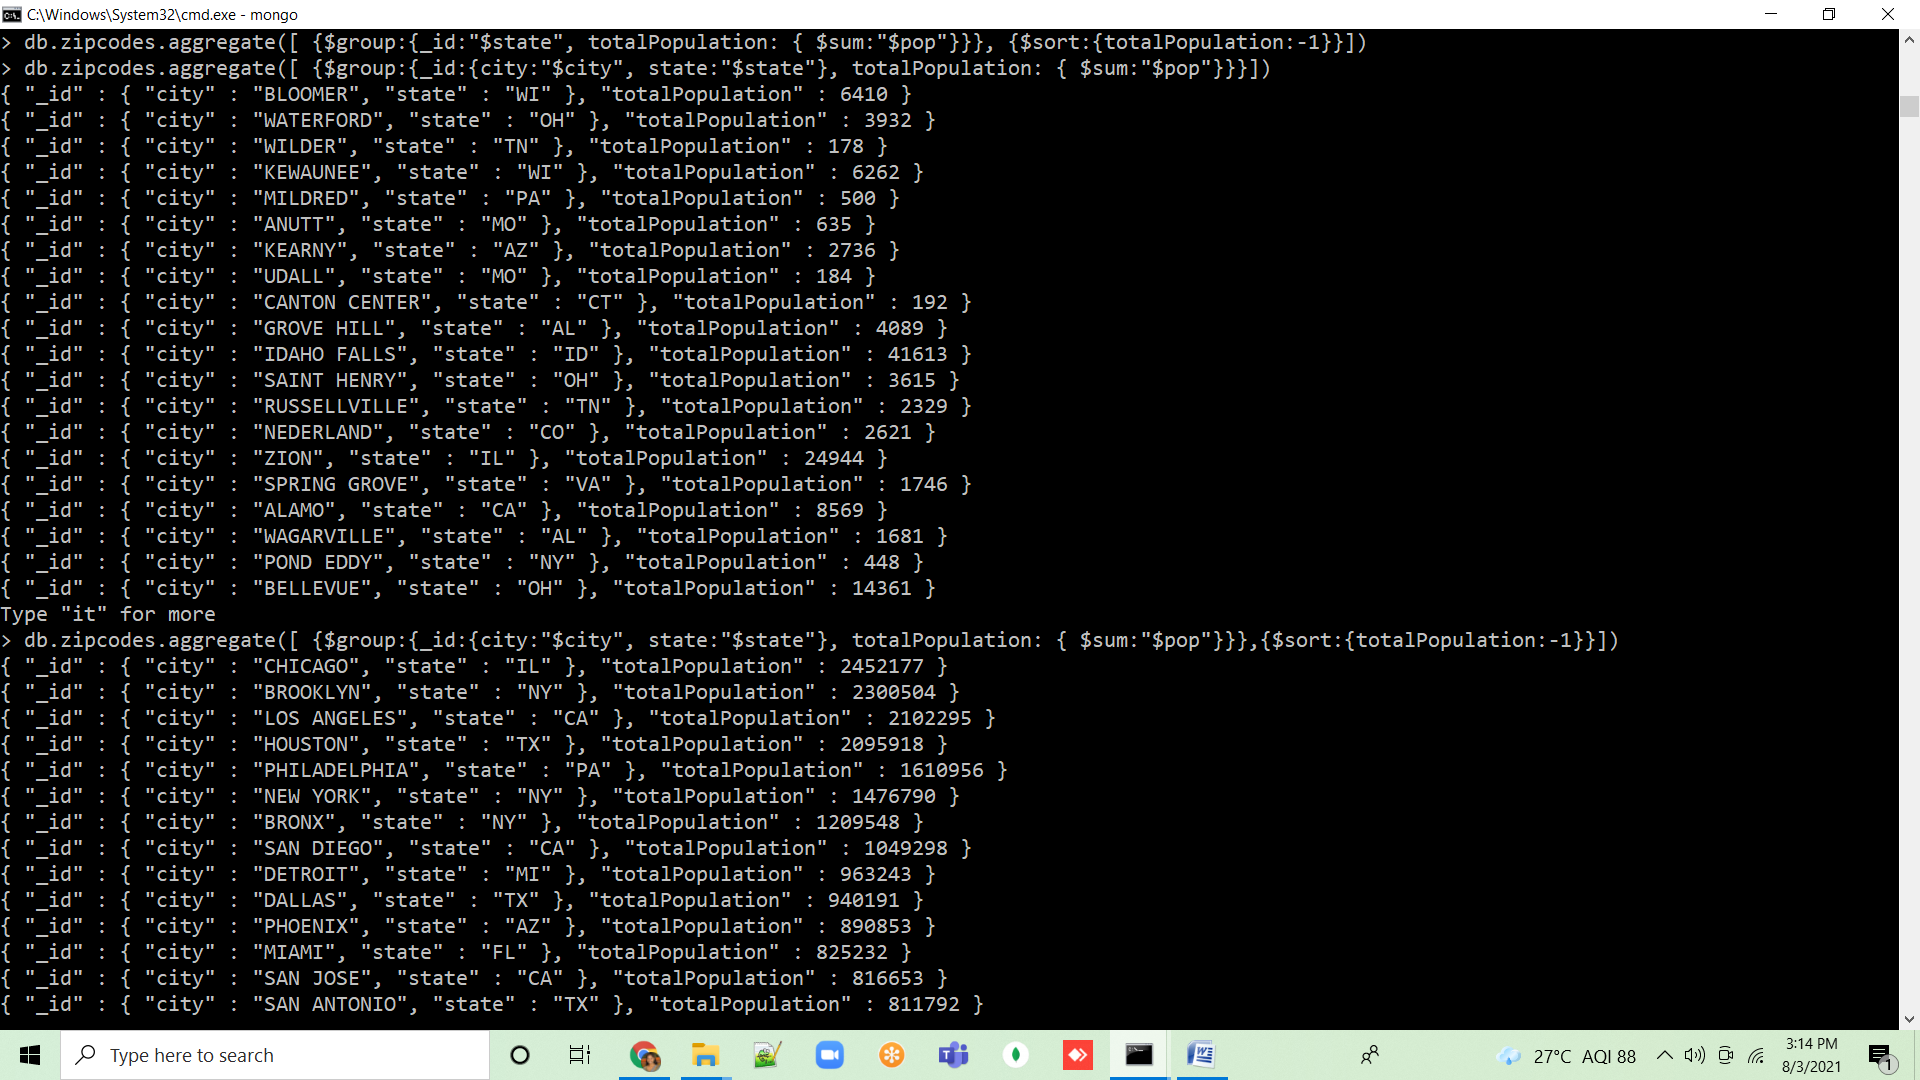 C:\Windows\System32\cmd.exe - mongo
> db.zipcodes.aggregate([ {$group:{_id:"$state", totalPopulation: { $sum:"$pop"}}}, {$sort:{totalPopulation:-1}}])
> db.zipcodes.aggregate([ {$group:{_id:{city:"$city", state:"$state"}, totalPopulation: { $sum:"$pop"}}}])
{ "_id" : { "city" : "BLOOMER", "state" : "WI" }, "totalPopulation" : 6410 }
{ "_id" : { "city" : "WATERFORD", "state" : "OH" }, "totalPopulation" : 3932 }
{ "_id" : { "city" : "WILDER", "state" : "TN" }, "totalPopulation" : 178 }
{ "_id" : { "city" : "KEWAUNEE", "state" : "WI" }, "totalPopulation" : 6262 }
{ "_id" : { "city" : "MILDRED", "state" : "PA" }, "totalPopulation" : 500 }
{ "_id" : { "city" : "ANUTT", "state" : "MO" }, "totalPopulation" : 635 }
{ "_id" : { "city" : "KEARNY", "state" : "AZ" }, "totalPopulation" : 2736 }
{ "_id" : { "city" : "UDALL", "state" : "MO" }, "totalPopulation" : 184 }
{ "_id" : { "city" : "CANTON CENTER", "state" : "CT" }, "totalPopulation" : 192 }
{ "_id" : { "city" : "GROVE HILL", "state" : "AL" }, "totalPopulation" : 4089 }
{ "_id" : { "city" : "IDAHO FALLS", "state" : "ID" }, "totalPopulation" : 41613 }
{ "_id" : { "city" : "SAINT HENRY", "state" : "OH" }, "totalPopulation" : 3615 }
{ "_id" : { "city" : "RUSSELLVILLE", "state" : "TN" }, "totalPopulation" : 2329 }
{ "_id" : { "city" : "NEDERLAND", "state" : "CO" }, "totalPopulation" : 2621 }
{ "_id" : { "city" : "ZION", "state" : "IL" }, "totalPopulation" : 24944 }
{ "_id" : { "city" : "SPRING GROVE", "state" : "VA" }, "totalPopulation" : 1746 }
{ "_id" : { "city" : "ALAMO", "state" : "CA" }, "totalPopulation" : 8569 }
{ "_id" : { "city" : "WAGARVILLE", "state" : "AL" }, "totalPopulation" : 1681 }
{ "_id" : { "city" : "POND EDDY", "state" : "NY" }, "totalPopulation" : 448 }
{ "_id" : { "city" : "BELLEVUE", "state" : "OH" }, "totalPopulation" : 14361 }
Type "it" for more
> db.zipcodes.aggregate([ {$group:{_id:{city:"$city", state:"$state"}, totalPopulation: { $sum:"$pop"}}},{$sort:{totalPopulation:-1}}])
{ "_id" : { "city" : "CHICAGO", "state" : "IL" }, "totalPopulation" : 2452177 }
{ "_id" : { "city" : "BROOKLYN", "state" : "NY" }, "totalPopulation" : 2300504 }
{ "_id" : { "city" : "LOS ANGELES", "state" : "CA" }, "totalPopulation" : 2102295 }
{ "_id" : { "city" : "HOUSTON", "state" : "TX" }, "totalPopulation" : 2095918 }
{ "_id" : { "city" : "PHILADELPHIA", "state" : "PA" }, "totalPopulation" : 1610956 }
{ "_id" : { "city" : "NEW YORK", "state" : "NY" }, "totalPopulation" : 1476790 }
{ "_id" : { "city" : "BRONX", "state" : "NY" }, "totalPopulation" : 1209548 }
{ "_id" : { "city" : "SAN DIEGO", "state" : "CA" }, "totalPopulation" : 1049298 }
{ "_id" : { "city" : "DETROIT", "state" : "MI" }, "totalPopulation" : 963243 }
{ "_id" : { "city" : "DALLAS", "state" : "TX" }, "totalPopulation" : 940191 }
{ "_id" : { "city" : "PHOENIX", "state" : "AZ" }, "totalPopulation" : 890853 }
{ "_id" : { "city" : "MIAMI", "state" : "FL" }, "totalPopulation" : 825232 }
{ "_id" : { "city" : "SAN JOSE", "state" : "CA" }, "totalPopulation" : 816653 }
{ "_id" : { "city" : "SAN ANTONIO", "state" : "TX" }, "totalPopulation" : 811792 }
Type here to search
27°C AQI 88
3:14 PM
8/3/2021
1